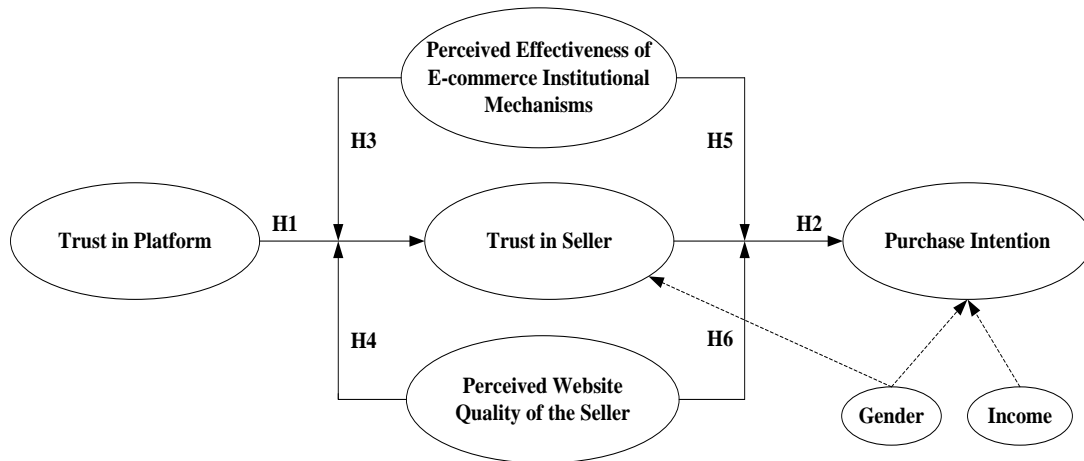 Perceived Effectiveness of
E-commerce Institutional
Mechanisms
H3
H5
Trust in Platform
H1
Trust in Seller
H2
Purchase Intention
H4
H6
Perceived Website
Quality of the Seller
Gender
Income